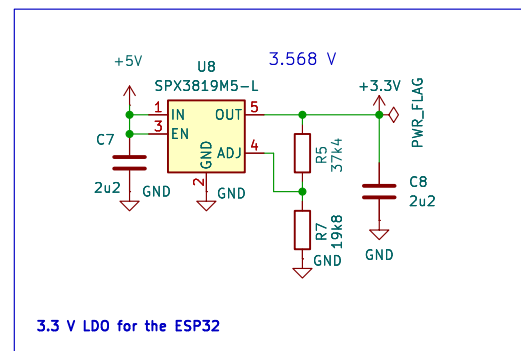 3.568 V
+5V
U8
SPX3819M5-L
+3.3V
PWR_FLAG
1
IN
OUT
5
3
EN
ADJ
4
GND
2
C7
2u2
GND
GND
R5
37k4
R7
19k8
GND
C8
2u2
GND
3.3 V LDO for the ESP32